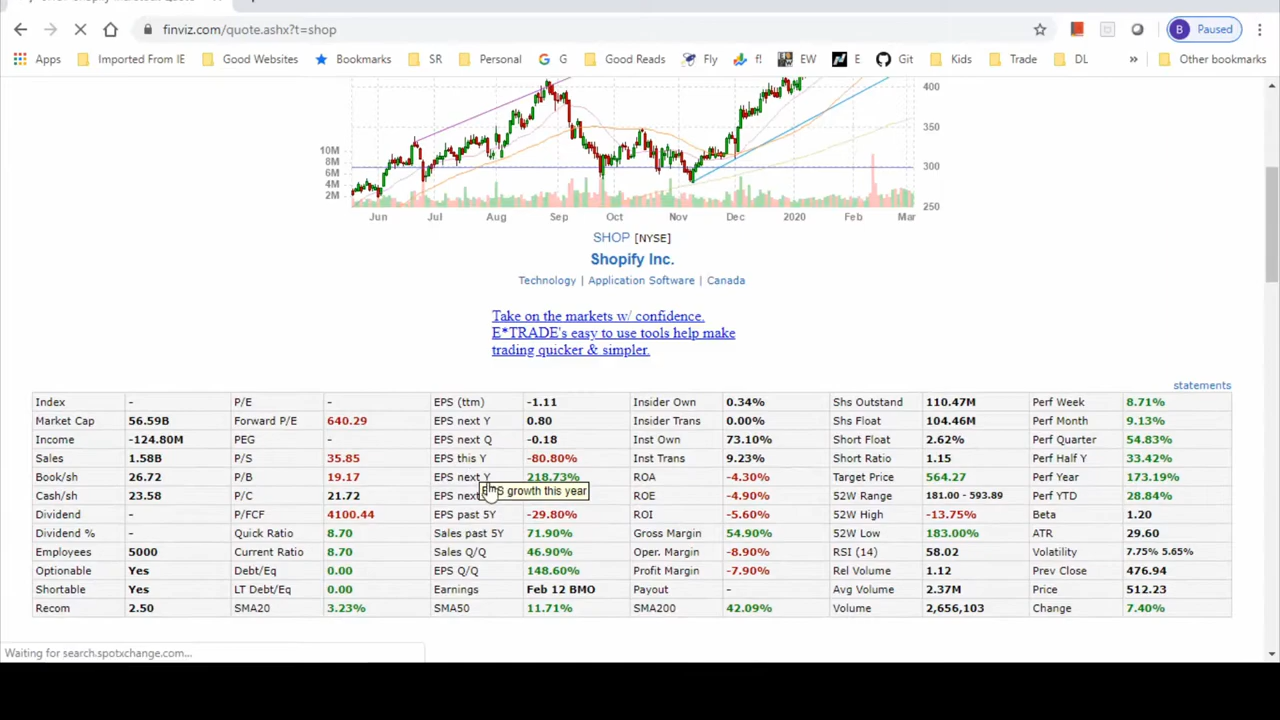 finviz.com/quote.ashx?t=shop
B Paused
Apps Imported From IE Good Websites Bookmarks SR Personal G G Good Reads Fly f! EW E Git Kids Trade DL » Other bookmarks
400
350
10M
8M
6M
4M
2M
300
250
Jun Jul Aug Sep Oct Nov Dec 2020 Feb Mar
SHOP [NYSE]
Shopify Inc.
Technology | Application Software | Canada
Take on the markets w/ confidence.
E*TRADE's easy to use tools help make
trading quicker & simpler.
statements
Index - P/E - EPS (ttm) -1.11 Insider Own 0.34% Shs Outstand 110.47M Perf Week 8.71%
Market Cap 56.59B Forward P/E 640.29 EPS next Y 0.80 Insider Trans 0.00% Shs Float 104.46M Perf Month 9.13%
Income -124.80M PEG - EPS next Q -0.18 Inst Own 73.10% Short Float 2.62% Perf Quarter 54.83%
Sales 1.58B P/S 35.85 EPS this Y -80.80% Inst Trans 9.23% Short Ratio 1.15 Perf Half Y 33.42%
Book/sh 26.72 P/B 19.17 EPS next Y 218.73% ROA -4.30% Target Price 564.27 Perf Year 173.19%
Cash/sh 23.58 P/C 21.72 EPS growth this year ROE -4.90% 52W Range 181.00 - 593.89 Perf YTD 28.84%
Dividend - P/FCF 4100.44 EPS past 5Y -29.80% ROI -5.60% 52W High -13.75% Beta 1.20
Dividend % - Quick Ratio 8.70 Sales past 5Y 71.90% Gross Margin 54.90% 52W Low 183.00% ATR 29.60
Employees 5000 Current Ratio 8.70 Sales Q/Q 46.90% Oper. Margin -8.90% RSI (14) 58.02 Volatility 7.75% 5.65%
Optionable Yes Debt/Eq 0.00 EPS Q/Q 148.60% Profit Margin -7.90% Rel Volume 1.12 Prev Close 476.94
Shortable Yes LT Debt/Eq 0.00 Earnings Feb 12 BMO Payout - Avg Volume 2.37M Price 512.23
Recom 2.50 SMA20 3.23% SMA50 11.71% SMA200 42.09% Volume 2,656,103 Change 7.40%
Waiting for search.spotxchange.com...